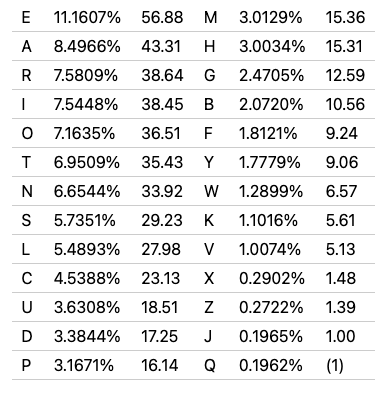 E 11.1607% 56.88 M 3.0129% 15.36
A 8.4966% 43.31 H 3.0034% 15.31
R 7.5809% 38.64 G 2.4705% 12.59
I 7.5448% 38.45 B 2.0720% 10.56
O 7.1635% 36.51 F 1.8121% 9.24
T 6.9509% 35.43 Y 1.7779% 9.06
N 6.6544% 33.92 W 1.2899% 6.57
S 5.7351% 29.23 K 1.1016% 5.61
L 5.4893% 27.98 V 1.0074% 5.13
C 4.5388% 23.13 X 0.2902% 1.48
U 3.6308% 18.51 Z 0.2722% 1.39
D 3.3844% 17.25 J 0.1965% 1.00
P 3.1671% 16.14 Q 0.1962% (1)